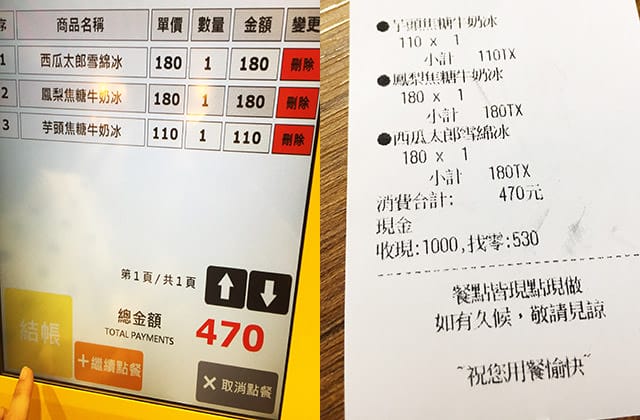 序 商品名稱 單價 數量 金額 變更
1 西瓜太郎雪綿冰 180 1 180 刪除
2 鳳梨焦糖牛奶冰 180 1 180 刪除
3 芋頭焦糖牛奶冰 110 1 110 刪除
第1頁/共1頁
結帳
總金額
TOTAL PAYMENTS
470
+繼續點餐
×取消點餐
●芋頭焦糖牛奶冰
110 x 1
小計 110TX
●鳳梨焦糖牛奶冰
180 x 1
小計 180TX
●西瓜太郎雪綿冰
180 x 1
小計 180TX
消費合計: 470元
現金
收現:1000,找零:530
餐點皆現點現做
如有久候，敬請見諒
~祝您用餐愉快~